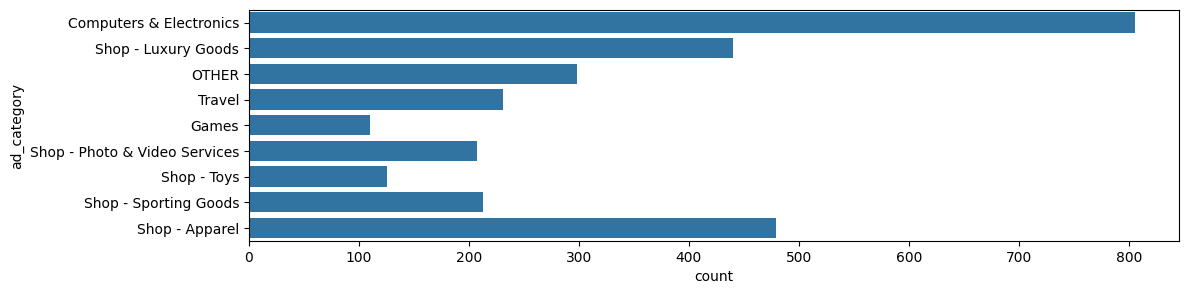 ad_category
Computers & Electronics
Shop - Luxury Goods
OTHER
Travel
Games
Shop - Photo & Video Services
Shop - Toys
Shop - Sporting Goods
Shop - Apparel
0 100 200 300 400 500 600 700 800
count